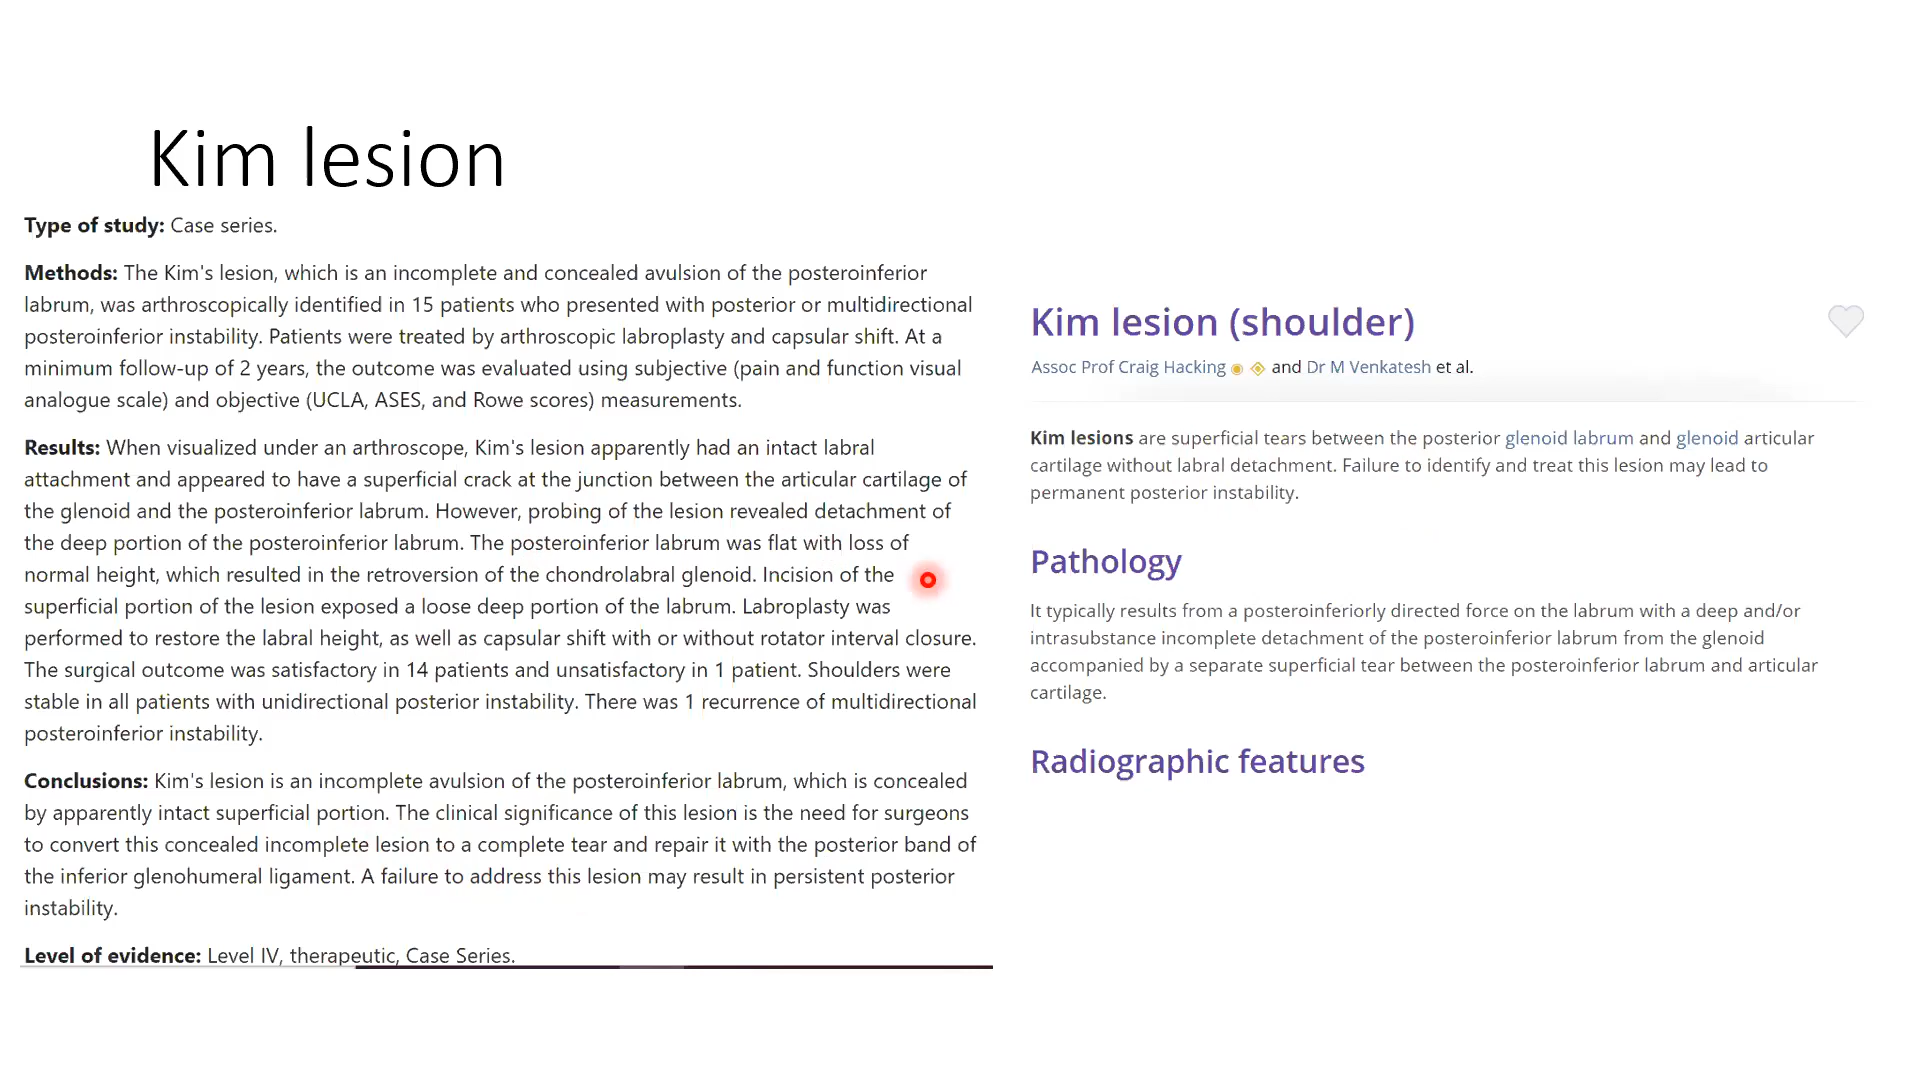 Kim lesion
Type of study: Case series.
Methods: The Kim's lesion, which is an incomplete and concealed avulsion of the posteroinferior
labrum, was arthroscopically identified in 15 patients who presented with posterior or multidirectional
posteroinferior instability. Patients were treated by arthroscopic labroplasty and capsular shift. At a
minimum follow-up of 2 years, the outcome was evaluated using subjective (pain and function visual
analogue scale) and objective (UCLA, ASES, and Rowe scores) measurements.
Results: When visualized under an arthroscope, Kim's lesion apparently had an intact labral
attachment and appeared to have a superficial crack at the junction between the articular cartilage of
the glenoid and the posteroinferior labrum. However, probing of the lesion revealed detachment of
the deep portion of the posteroinferior labrum. The posteroinferior labrum was flat with loss of
normal height, which resulted in the retroversion of the chondrolabral glenoid. Incision of the
superficial portion of the lesion exposed a loose deep portion of the labrum. Labroplasty was
performed to restore the labral height, as well as capsular shift with or without rotator interval closure.
The surgical outcome was satisfactory in 14 patients and unsatisfactory in 1 patient. Shoulders were
stable in all patients with unidirectional posterior instability. There was 1 recurrence of multidirectional
posteroinferior instability.
Conclusions: Kim's lesion is an incomplete avulsion of the posteroinferior labrum, which is concealed
by apparently intact superficial portion. The clinical significance of this lesion is the need for surgeons
to convert this concealed incomplete lesion to a complete tear and repair it with the posterior band of
the inferior glenohumeral ligament. A failure to address this lesion may result in persistent posterior
instability.
Level of evidence: Level IV, therapeutic, Case Series.
Kim lesion (shoulder)
Assoc Prof Craig Hacking and Dr M Venkatesh et al.
Kim lesions are superficial tears between the posterior glenoid labrum and glenoid articular
cartilage without labral detachment. Failure to identify and treat this lesion may lead to
permanent posterior instability.
Pathology
It typically results from a posteroinferiorly directed force on the labrum with a deep and/or
intrasubstance incomplete detachment of the posteroinferior labrum from the glenoid
accompanied by a separate superficial tear between the posteroinferior labrum and articular
cartilage.
Radiographic features